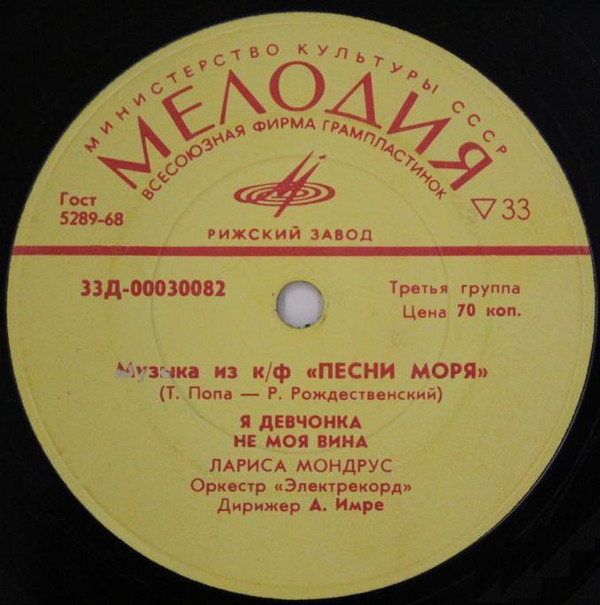 МИНИСТЕРСТВО КУЛЬТУРЫ СССР
МЕЛОДИЯ
ВСЕСОЮЗНАЯ ФИРМА ГРАМПЛАСТИНОК
Гост
5289-68
33
РИЖСКИЙ ЗАВОД
33Д-00030082
Третья группа
Цена 70 коп.
Музыка из к/ф «ПЕСНИ МОРЯ»
(Т. Попа — Р. Рождественский)
Я ДЕВЧОНКА
НЕ МОЯ ВИНА
ЛАРИСА МОНДРУС
Оркестр «Электрекорд»
Дирижер А. Имре